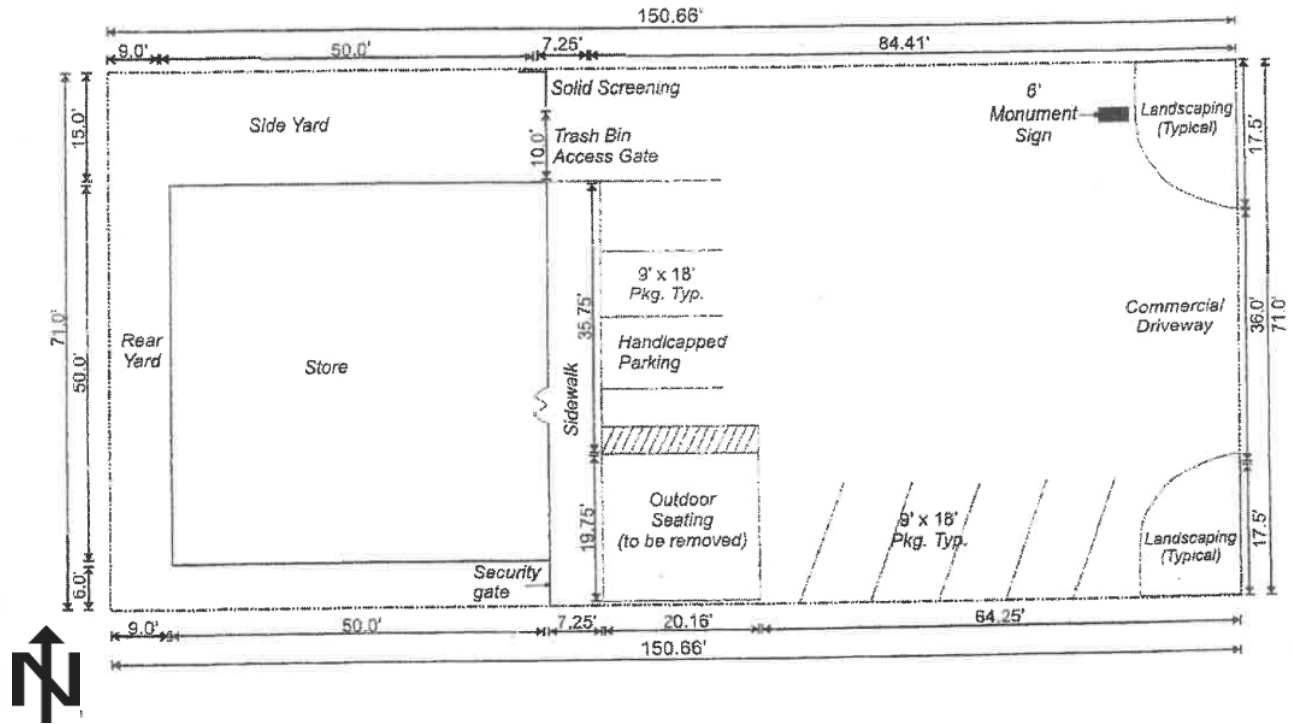 150.66'
9.0'
50.0'
7.25'
84.41'
Solid Screening
6'
Monument
Sign
Landscaping
(Typical)
17.5'
Side Yard
15.0'
10.0'
Trash Bin
Access Gate
9' x 18'
Pkg. Typ.
Commercial
Driveway
36.0'
71.0'
71.0'
Rear
Yard
50.0'
Store
35.75'
Handicapped
Parking
Sidewalk
Outdoor
Seating
(to be removed)
19.75'
9' x 18'
Pkg. Typ.
Landscaping
(Typical)
17.5'
6.0'
Security
gate
9.0'
50.0'
7.25'
20.16'
64.25'
150.66'
N